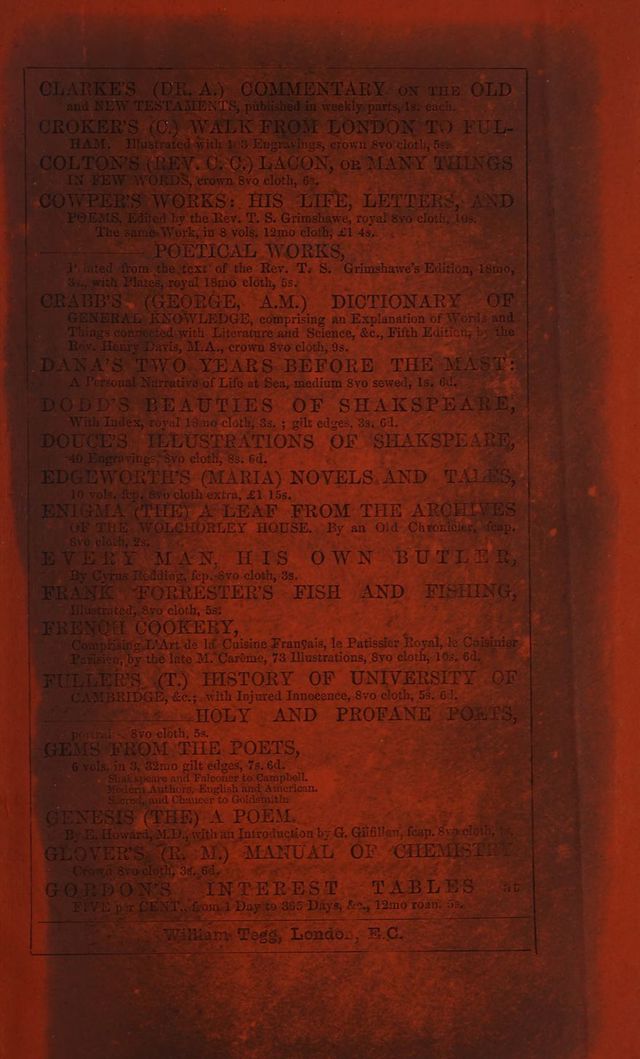 CLARKE'S (DR. A.) COMMENTARY ON THE OLD
and NEW TESTAMENTS, published in weekly parts, 1s. each.
CROKER'S (C.) WALK FROM LONDON TO FUL-
HAM. Illustrated with Engravings, crown 8vo cloth, 5s.
COLTON'S (REV. C. C.) LACON, OR MANY THINGS
IN FEW WORDS, crown 8vo cloth, 6s.
COWPER'S WORKS: HIS LIFE, LETTERS, AND
POEMS, Edited by the Rev. T. S. Grimshawe, royal 8vo cloth, 10s.
The same Work, in 8 vols. 12mo cloth, £1 4s.
——— POETICAL WORKS,
Printed from the text of the Rev. T. S. Grimshawe's Edition, 18mo,
3s., with Plates, royal 18mo cloth, 5s.
CRABB'S (GEORGE, A.M.) DICTIONARY OF
GENERAL KNOWLEDGE, comprising an Explanation of Words and
Things connected with Literature and Science, &c., Fifth Edition, by the
Rev. Henry Davis, M.A., crown 8vo cloth, 9s.
DANA'S TWO YEARS BEFORE THE MAST:
A Personal Narrative of Life at Sea, medium 8vo sewed, 1s. 6d.
DODD'S BEAUTIES OF SHAKSPEARE,
With Index, royal 18mo cloth, 3s. ; gilt edges, 3s. 6d.
DOUCE'S ILLUSTRATIONS OF SHAKSPEARE,
40 Engravings, 8vo cloth, 8s. 6d.
EDGEWORTH'S (MARIA) NOVELS AND TALES,
10 vols. fcp. 8vo cloth extra, £1 15s.
ENIGMA (THE) A LEAF FROM THE ARCHIVES
OF THE WOLCHORLEY HOUSE. By an Old Chronicler, fcap.
8vo cloth, 2s.
EVERY MAN HIS OWN BUTLER,
By Cyrus Redding, fcp. 8vo cloth, 3s.
FRANK FORRESTER'S FISH AND FISHING,
Illustrated, 8vo cloth, 5s.
FRENCH COOKERY,
Comprising L'Art de la Cuisine Français, le Patissier Royal, le Cuisinier
Parisien, by the late M. Carème, 73 Illustrations, 8vo cloth, 10s. 6d.
FULLER'S (T.) HISTORY OF UNIVERSITY OF
CAMBRIDGE, &c.; with Injured Innocence, 8vo cloth, 5s. 6d.
——— HOLY AND PROFANE POETS,
portrait 8vo cloth, 5s.
GEMS FROM THE POETS,
6 vols. in 3, 32mo gilt edges, 7s. 6d.
Shakspeare and Falconer to Campbell.
Modern Authors, English and American.
Sacred, and Chaucer to Goldsmith.
GENESIS (THE) A POEM.
By E. Howard, M.D., with an Introduction by G. Gilfillan, fcap. 8vo cloth,
GLOVER'S (R. M.) MANUAL OF CHEMISTRY
Crown 8vo cloth, 3s. 6d.
GORDON'S INTEREST TABLES at
FIVE per CENT., from 1 Day to 365 Days, &c., 12mo roan. 5s.
William Tegg, London, E.C.